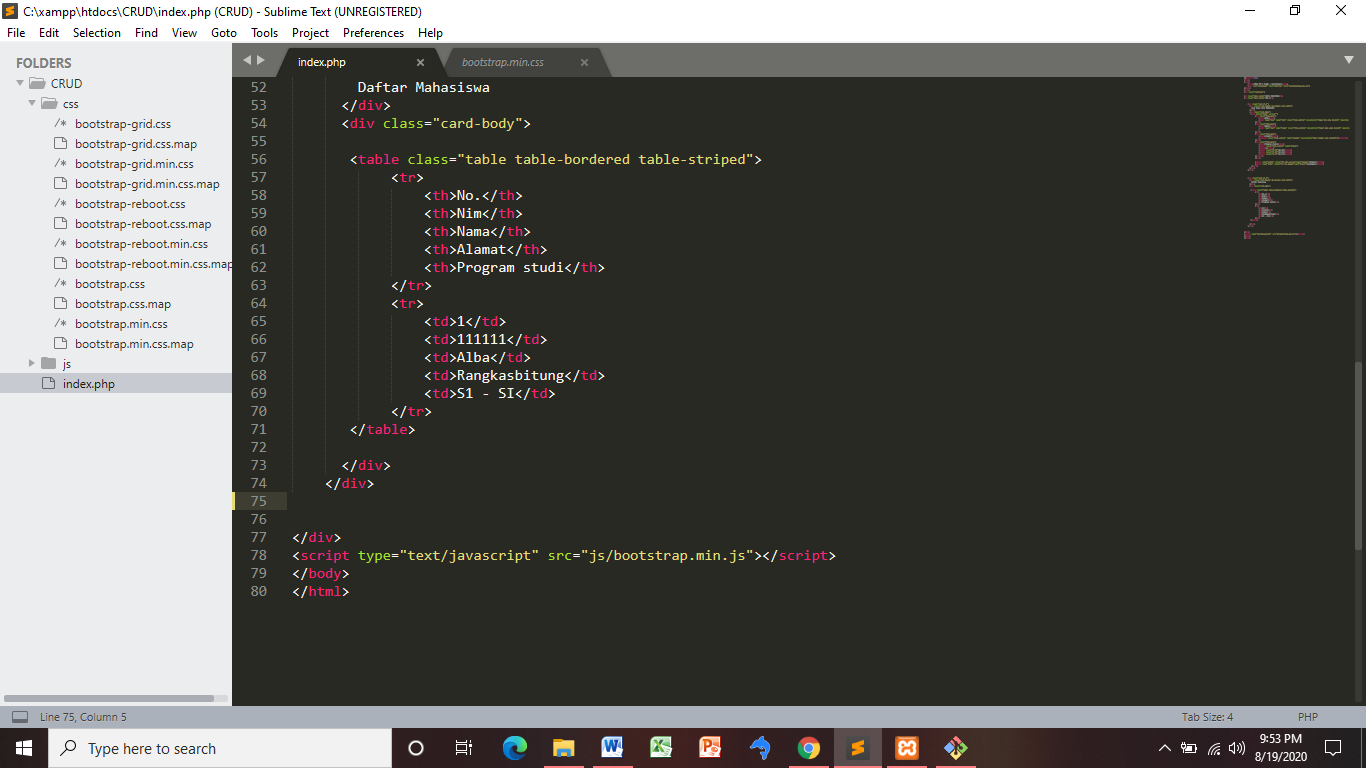 C:\xampp\htdocs\CRUD\index.php (CRUD) - Sublime Text (UNREGISTERED)
File Edit Selection Find View Goto Tools Project Preferences Help
FOLDERS
CRUD
css
/* bootstrap-grid.css
bootstrap-grid.css.map
/* bootstrap-grid.min.css
bootstrap-grid.min.css.map
/* bootstrap-reboot.css
bootstrap-reboot.css.map
/* bootstrap-reboot.min.css
bootstrap-reboot.min.css.map
/* bootstrap.css
bootstrap.css.map
/* bootstrap.min.css
bootstrap.min.css.map
js
index.php
index.php bootstrap.min.css
52 Daftar Mahasiswa
53 </div>
54 <div class="card-body">
55
56 <table class="table table-bordered table-striped">
57 <tr>
58 <th>No.</th>
59 <th>Nim</th>
60 <th>Nama</th>
61 <th>Alamat</th>
62 <th>Program studi</th>
63 </tr>
64 <tr>
65 <td>1</td>
66 <td>111111</td>
67 <td>Alba</td>
68 <td>Rangkasbitung</td>
69 <td>S1 - SI</td>
70 </tr>
71 </table>
72
73 </div>
74 </div>
75
76
77 </div>
78 <script type="text/javascript" src="js/bootstrap.min.js"></script>
79 </body>
80 </html>
Line 75, Column 5 Tab Size: 4 PHP
Type here to search
9:53 PM
8/19/2020